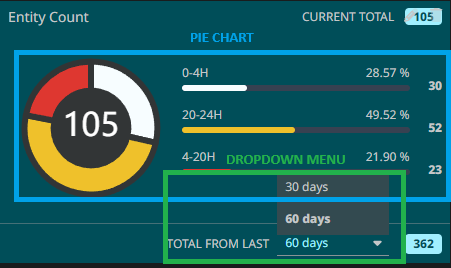 Entity Count CURRENT TOTAL 105
PIE CHART
105
0-4H 28.57 %
30
20-24H 49.52 %
52
4-20H 21.90 %
23
DROPDOWN MENU
30 days
60 days
TOTAL FROM LAST 60 days 362